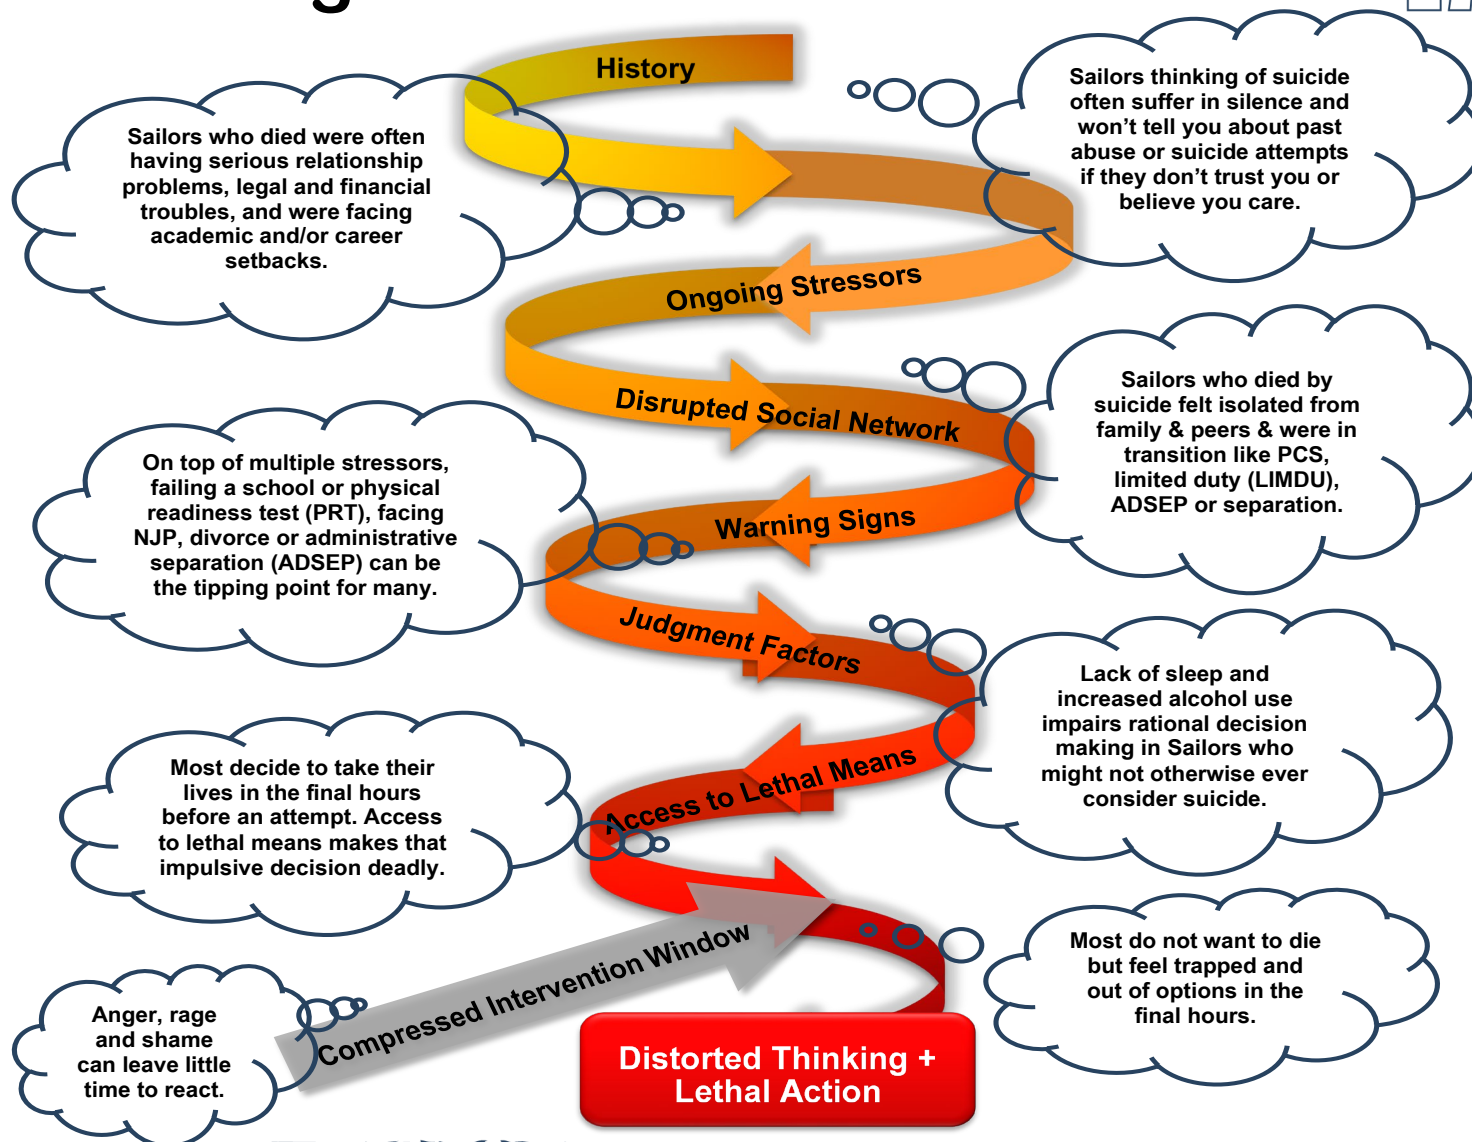 History
Sailors who died were often
having serious relationship
problems, legal and financial
troubles, and were facing
academic and/or career
setbacks.
Sailors thinking of suicide
often suffer in silence and
won’t tell you about past
abuse or suicide attempts
if they don’t trust you or
believe you care.
Ongoing Stressors
Disrupted Social Network
Sailors who died by
suicide felt isolated from
family & peers & were in
transition like PCS,
limited duty (LIMDU),
ADSEP or separation.
On top of multiple stressors,
failing a school or physical
readiness test (PRT), facing
NJP, divorce or administrative
separation (ADSEP) can be
the tipping point for many.
Warning Signs
Judgment Factors
Lack of sleep and
increased alcohol use
impairs rational decision
making in Sailors who
might not otherwise ever
consider suicide.
Access to Lethal Means
Most decide to take their
lives in the final hours
before an attempt. Access
to lethal means makes that
impulsive decision deadly.
Compressed Intervention Window
Most do not want to die
but feel trapped and
out of options in the
final hours.
Anger, rage
and shame
can leave little
time to react.
Distorted Thinking +
Lethal Action